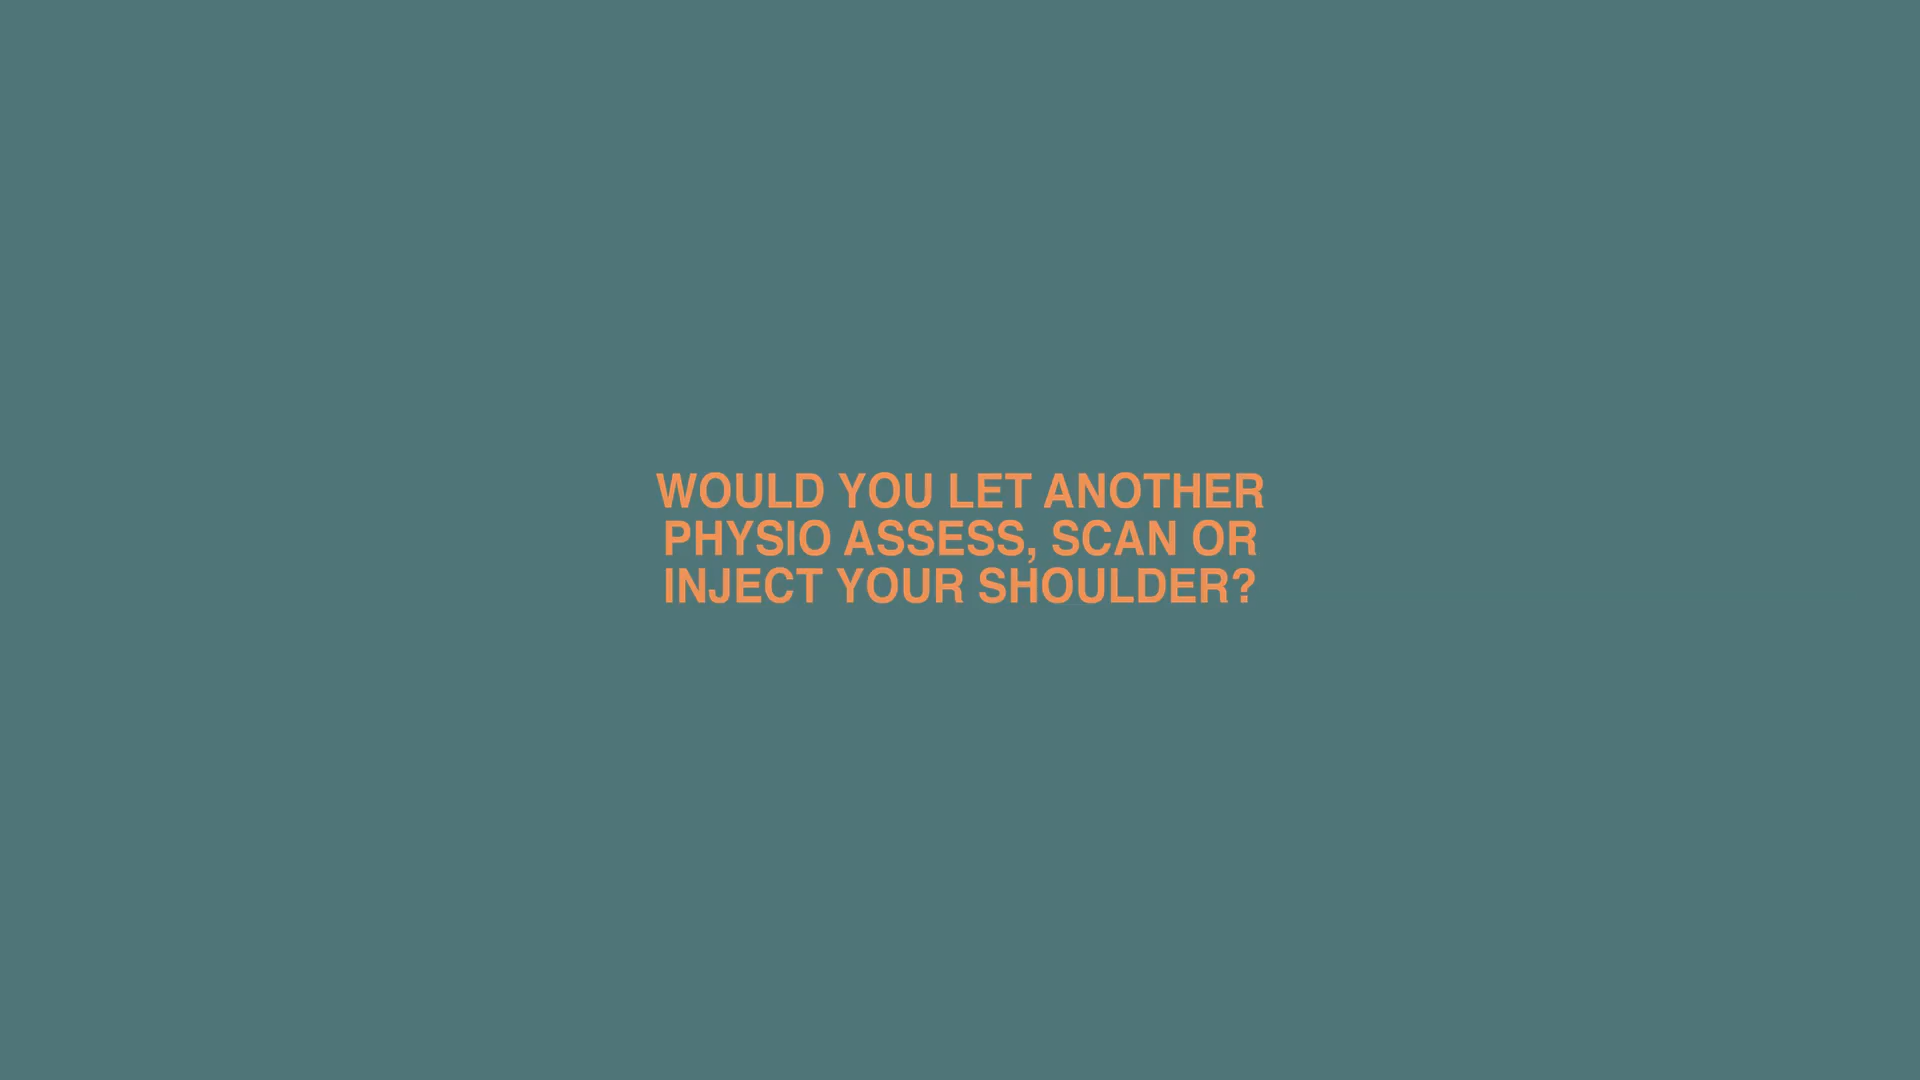 WOULD YOU LET ANOTHER
PHYSIO ASSESS, SCAN OR
INJECT YOUR SHOULDER?